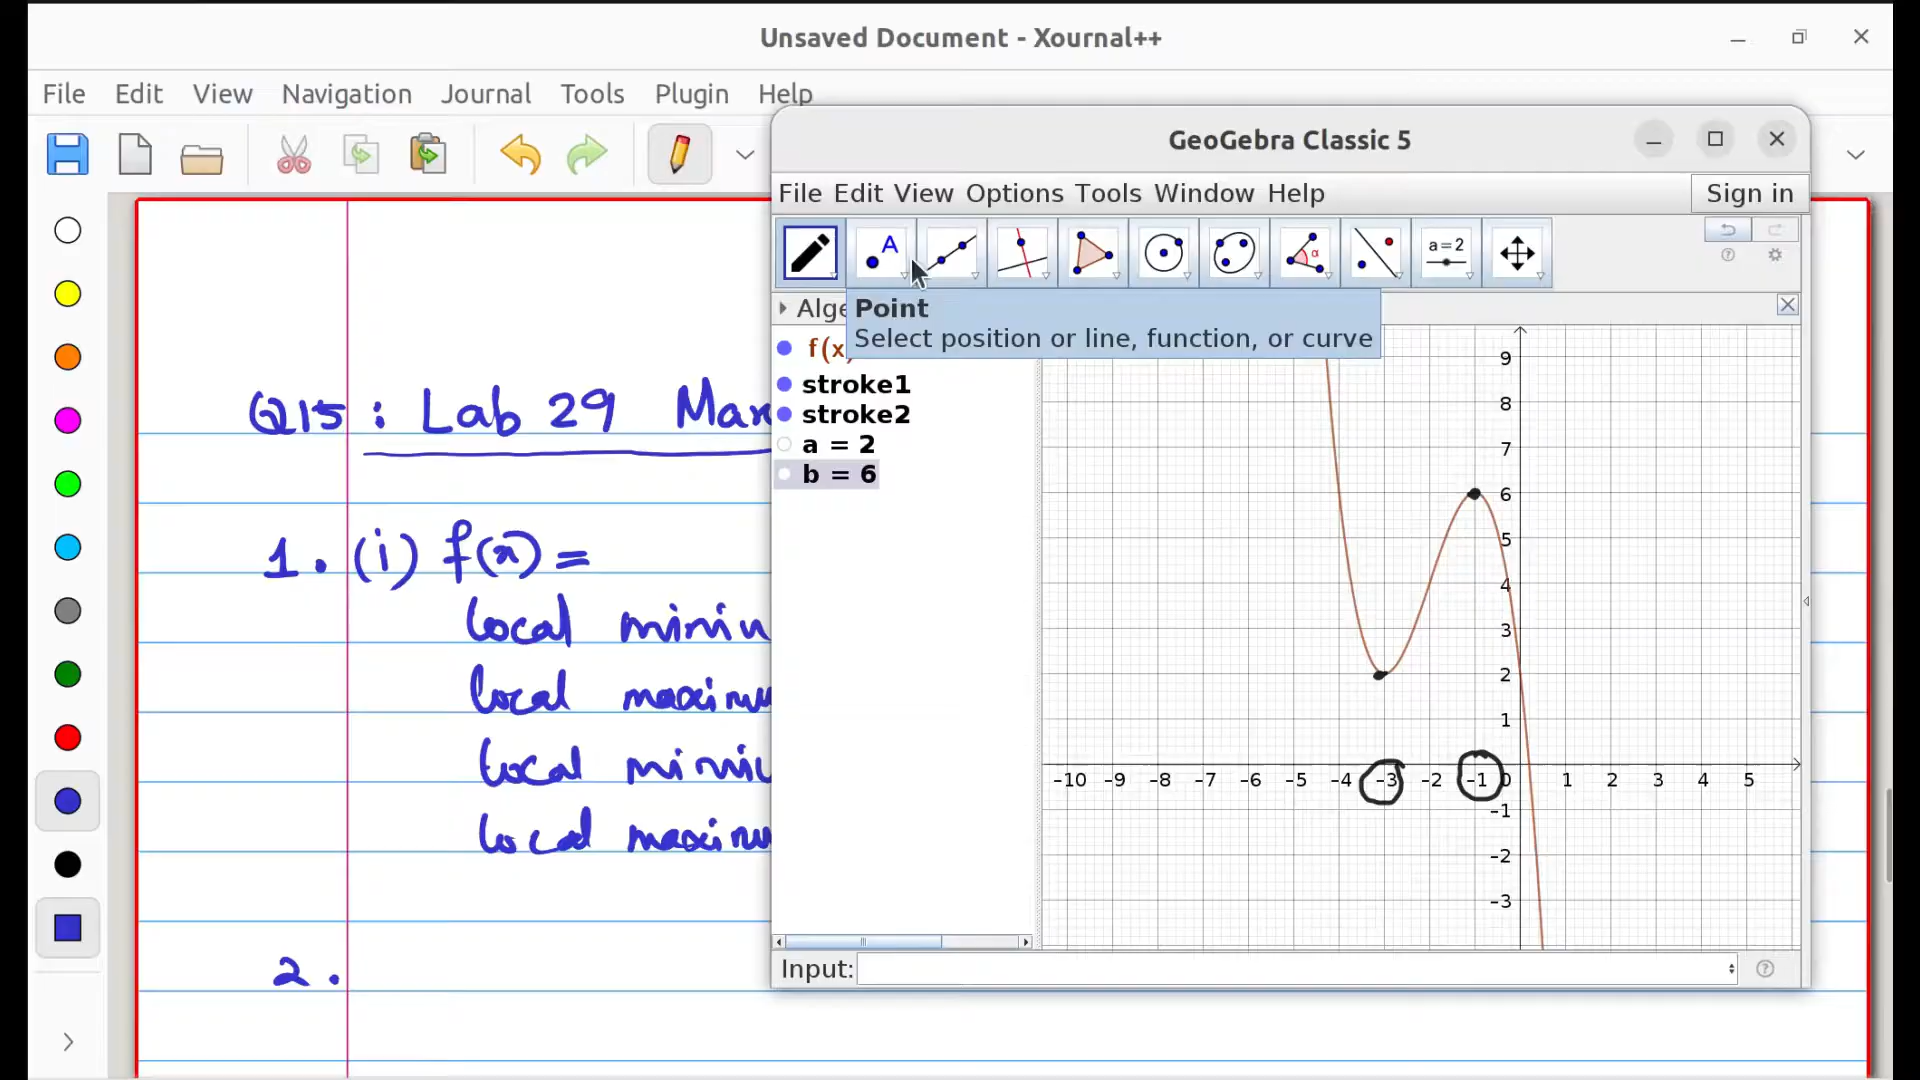 Unsaved Document - Xournal++
File Edit View Navigation Journal Tools Plugin Help
GeoGebra Classic 5
File Edit View Options Tools Window Help
Sign in
A
α
a=2
Point
Select position or line, function, or curve
stroke1
stroke2
a = 2
b = 6
9
8
7
6
5
4
3
2
1
-10 -9 -8 -7 -6 -5 -4 -3 -2 -1 0 1 2 3 4 5
-1
-2
-3
Input:
Q15 : Lab 29
1. (i) f(x) =
local
local
local
local
2.